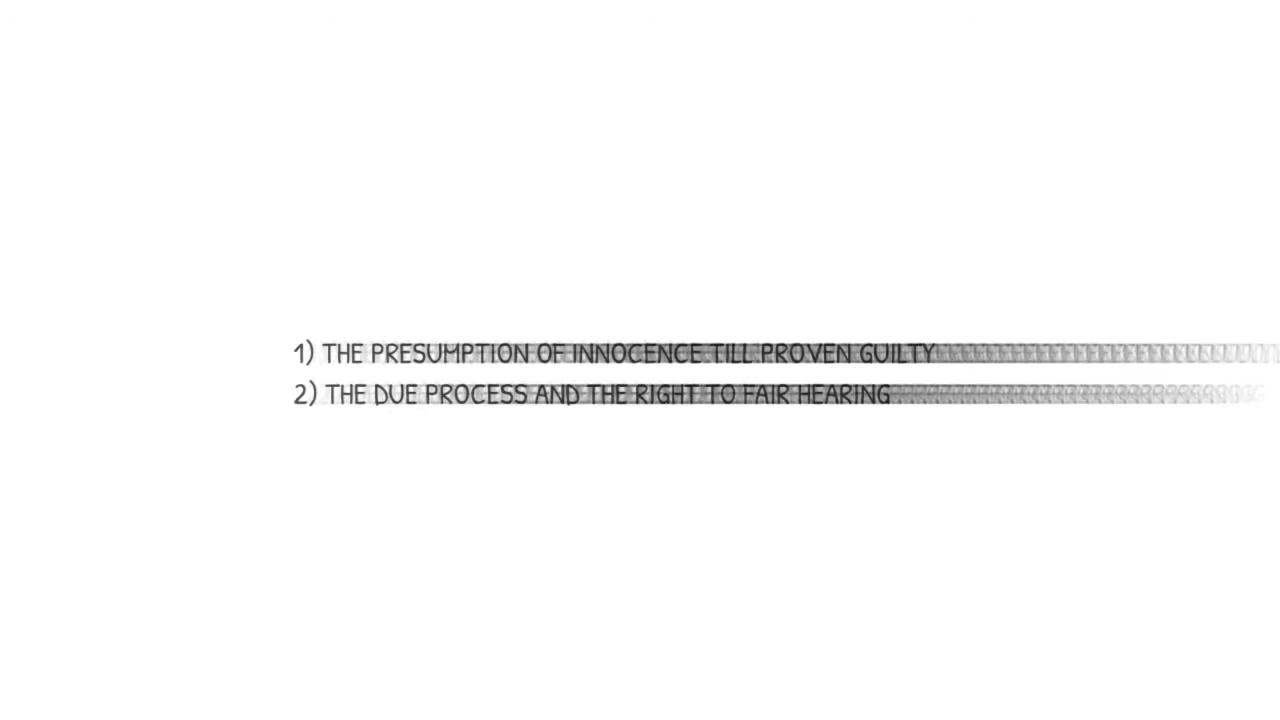 1) THE PRESUMPTION OF INNOCENCE TILL PROVEN GUILTY
2) THE DUE PROCESS AND THE RIGHT TO FAIR HEARING